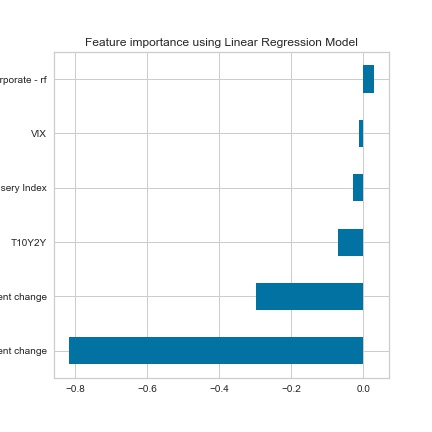 Feature importance using Linear Regression Model
rporate - rf
VIX
sery Index
T10Y2Y
ent change
ent change
−0.8 −0.6 −0.4 −0.2 0.0